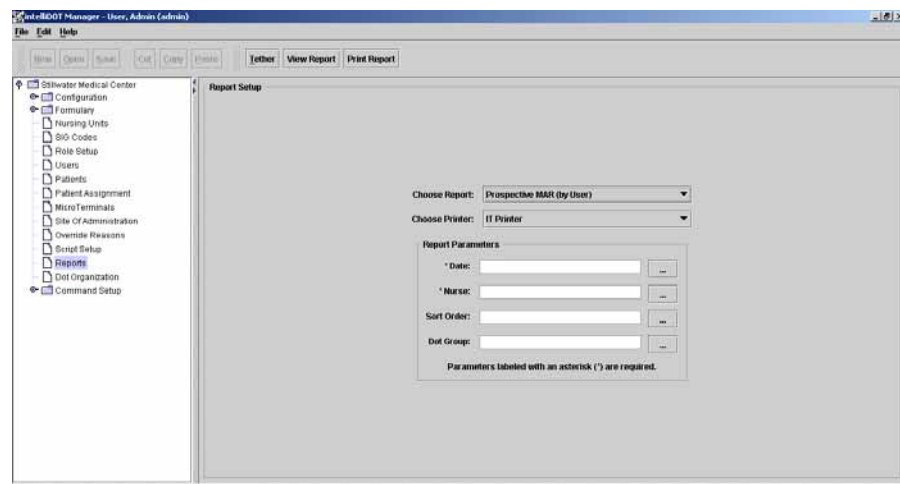 intelliDOT Manager - User, Admin (admin)
File Edit Help
New Open Save Cut Copy Paste Tether View Report Print Report
Stillwater Medical Center
Configuration
Formulary
Nursing Units
SIG Codes
Role Setup
Users
Patients
Patient Assignment
MicroTerminals
Site Of Administration
Override Reasons
Script Setup
Reports
Dot Organization
Command Setup
Report Setup
Choose Report: Prospective MAR (by User)
Choose Printer: IT Printer
Report Parameters
* Date: ...
* Nurse: ...
Sort Order: ...
Dot Group: ...
Parameters labeled with an asterisk (*) are required.